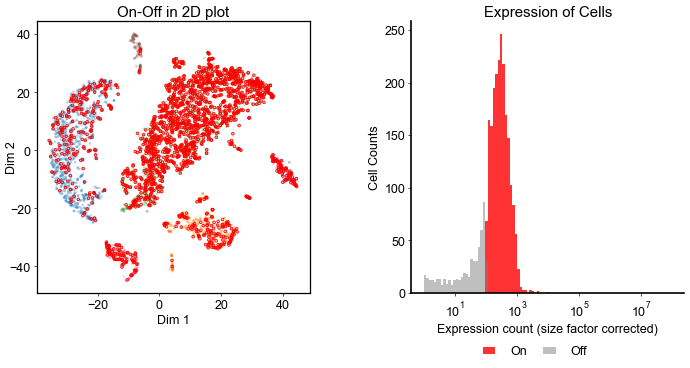 On-Off in 2D plot
40
20
0
−20
−40
Dim 2
−20 0 20 40
Dim 1
Expression of Cells
250
200
150
100
50
0
Cell Counts
10^1 10^3 10^5 10^7
Expression count (size factor corrected)
On Off